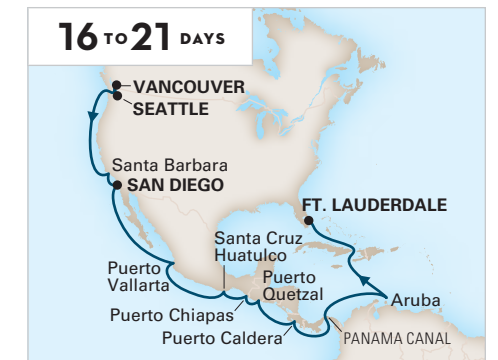 16 TO 21 DAYS
VANCOUVER
SEATTLE
Santa Barbara
SAN DIEGO
FT. LAUDERDALE
Santa Cruz
Huatulco
Puerto
Vallarta
Puerto
Quetzal
Aruba
Puerto Chiapas
Puerto Caldera
PANAMA CANAL